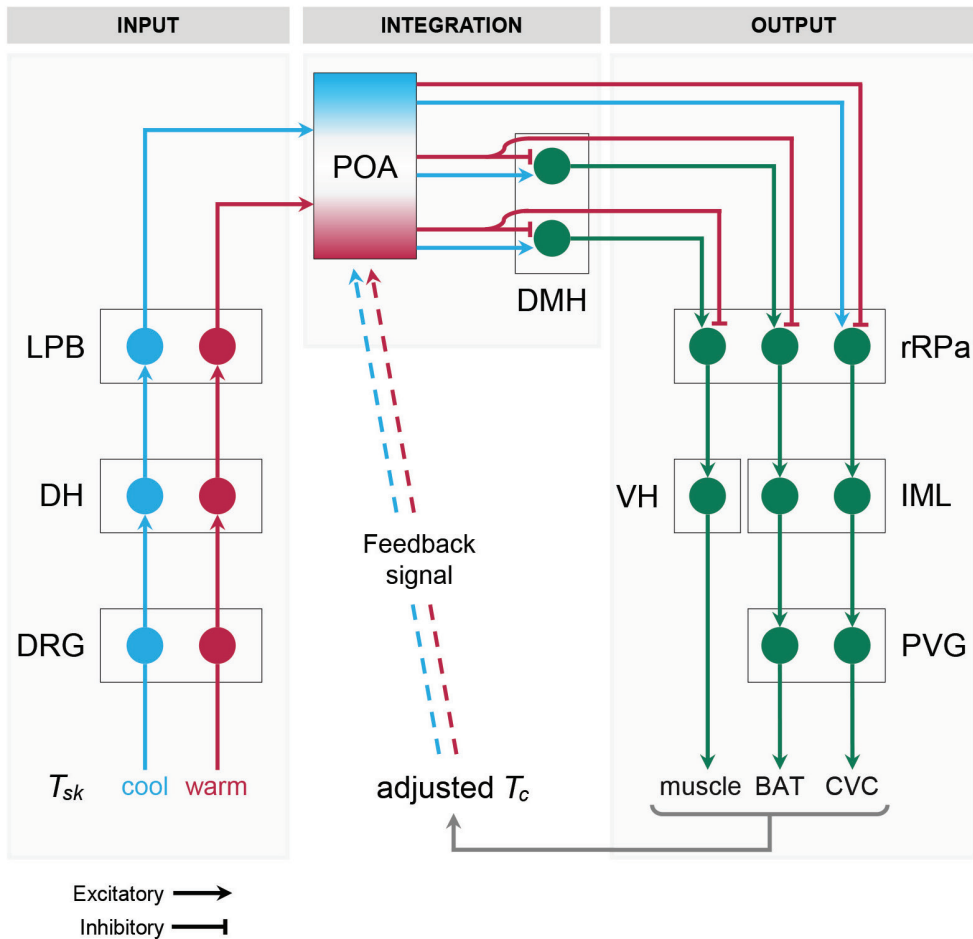 INPUT
INTEGRATION
OUTPUT
POA
DMH
LPB
rRPa
DH
VH
IML
Feedback
signal
DRG
PVG
Tsk cool warm
adjusted Tc
muscle BAT CVC
Excitatory
Inhibitory